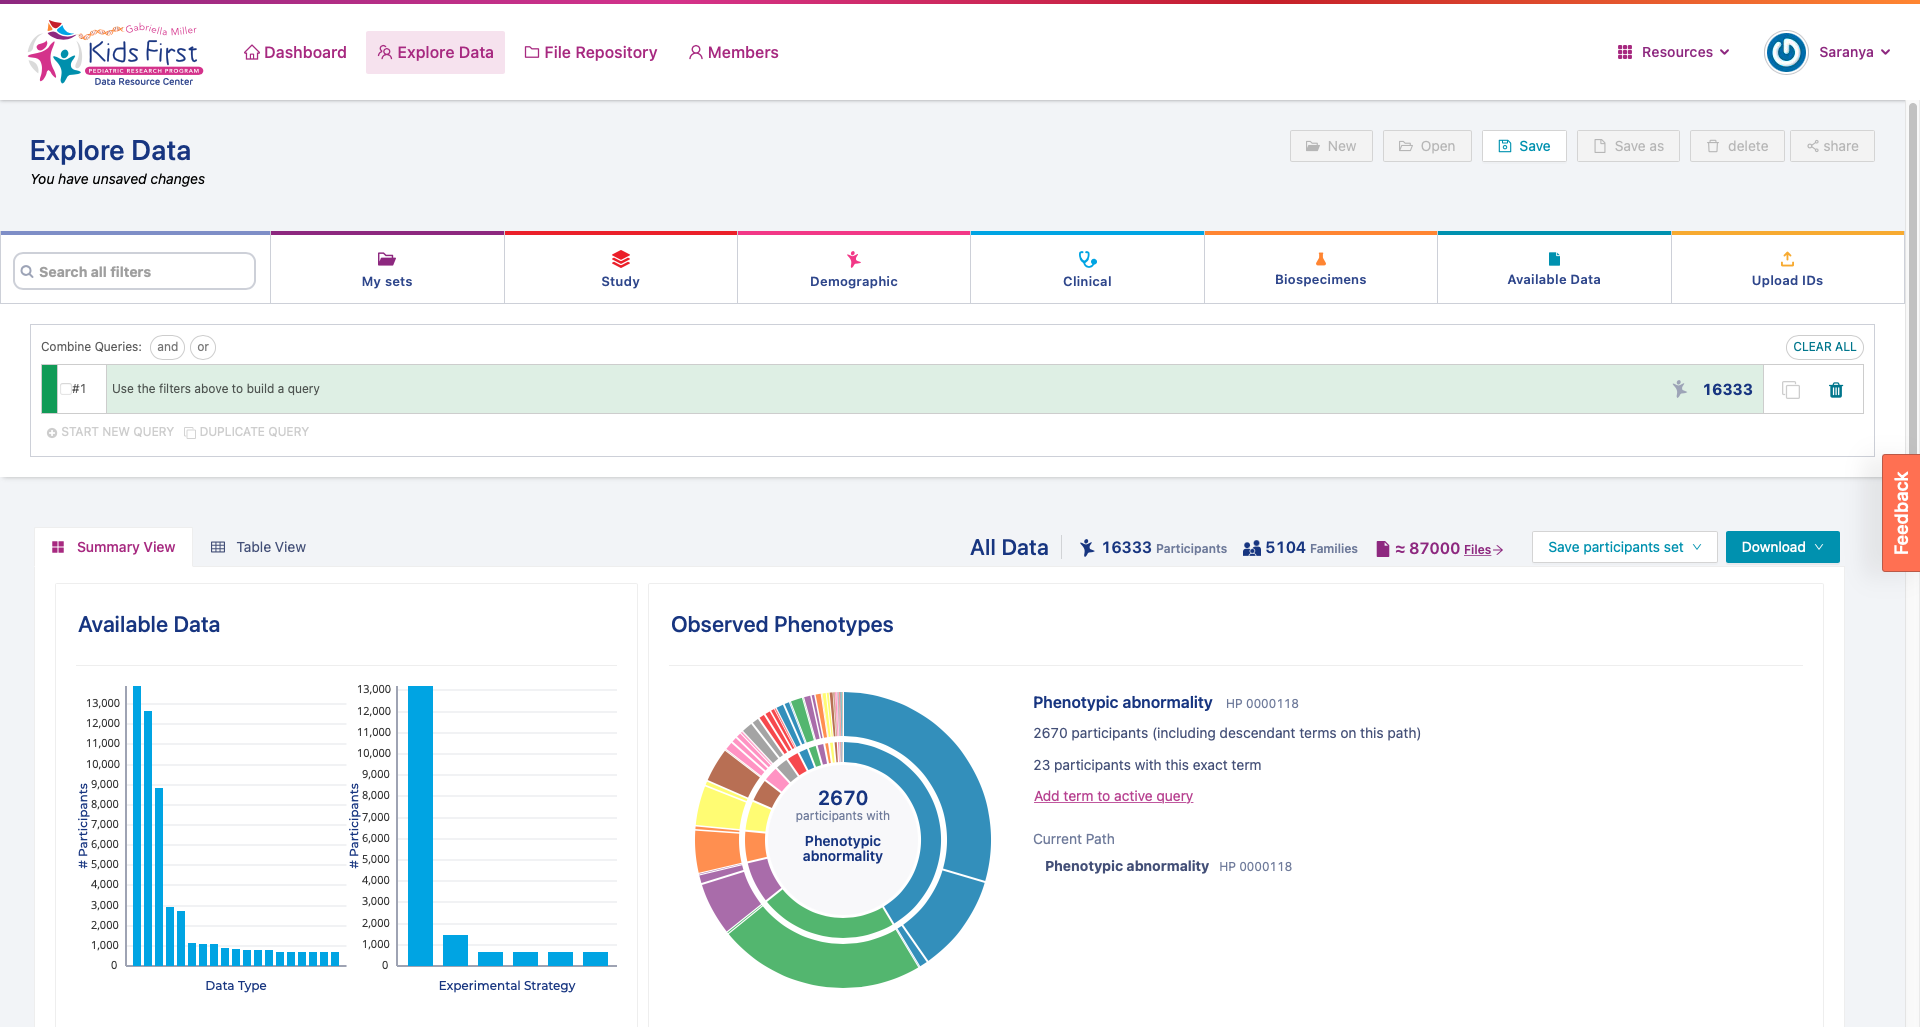 Gabriella Miller
Kids First
PEDIATRIC RESEARCH PROGRAM
Data Resource Center
Dashboard
Explore Data
File Repository
Members
Resources
Saranya
Explore Data
You have unsaved changes
New
Open
Save
Save as
delete
share
Search all filters
My sets
Study
Demographic
Clinical
Biospecimens
Available Data
Upload IDs
Combine Queries: and or
CLEAR ALL
#1
Use the filters above to build a query
16333
START NEW QUERY
DUPLICATE QUERY
Feedback
Summary View
Table View
All Data
16333 Participants
5104 Families
≈ 87000 Files
Save participants set
Download
Available Data
# Participants
13,000
12,000
11,000
10,000
9,000
8,000
7,000
6,000
5,000
4,000
3,000
2,000
1,000
0
Data Type
# Participants
13,000
12,000
11,000
10,000
9,000
8,000
7,000
6,000
5,000
4,000
3,000
2,000
1,000
0
Experimental Strategy
Observed Phenotypes
2670
participants with
Phenotypic
abnormality
Phenotypic abnormality HP 0000118
2670 participants (including descendant terms on this path)
23 participants with this exact term
Add term to active query
Current Path
Phenotypic abnormality HP 0000118